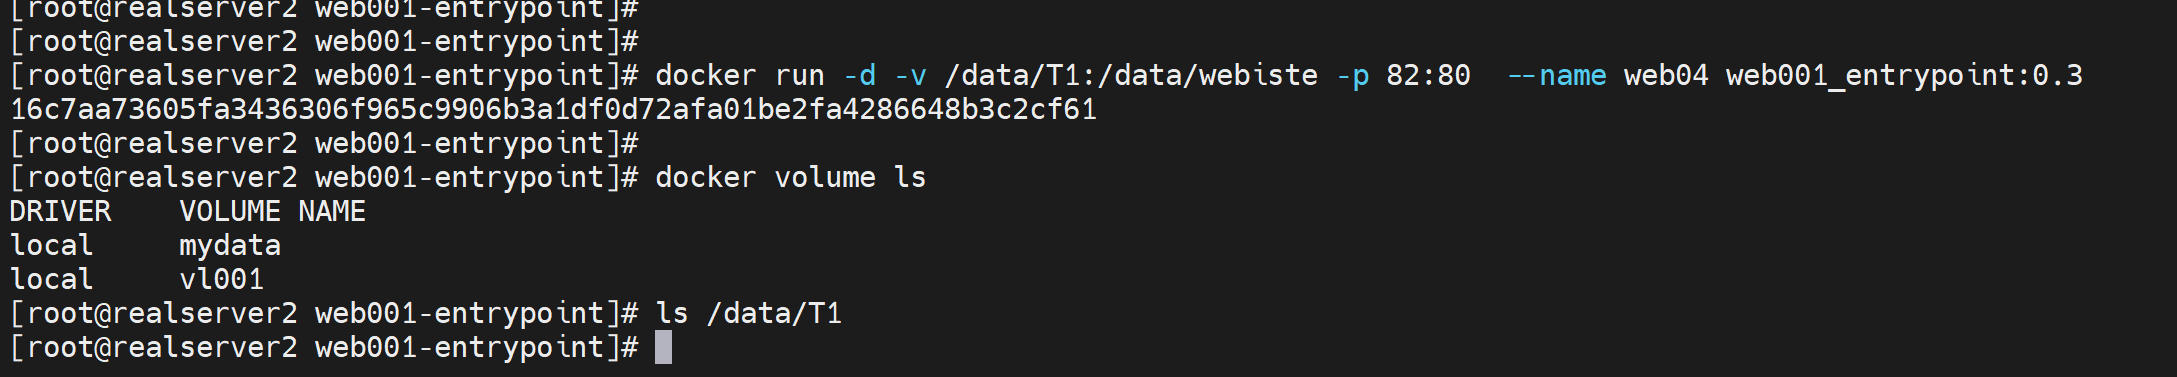 [root@realserver2 web001-entrypoint]#
[root@realserver2 web001-entrypoint]#
[root@realserver2 web001-entrypoint]# docker run -d -v /data/T1:/data/webiste -p 82:80  --name web04 web001_entrypoint:0.3
16c7aa73605fa3436306f965c9906b3a1df0d72afa01be2fa4286648b3c2cf61
[root@realserver2 web001-entrypoint]#
[root@realserver2 web001-entrypoint]# docker volume ls
DRIVER    VOLUME NAME
local     mydata
local     vl001
[root@realserver2 web001-entrypoint]# ls /data/T1
[root@realserver2 web001-entrypoint]#